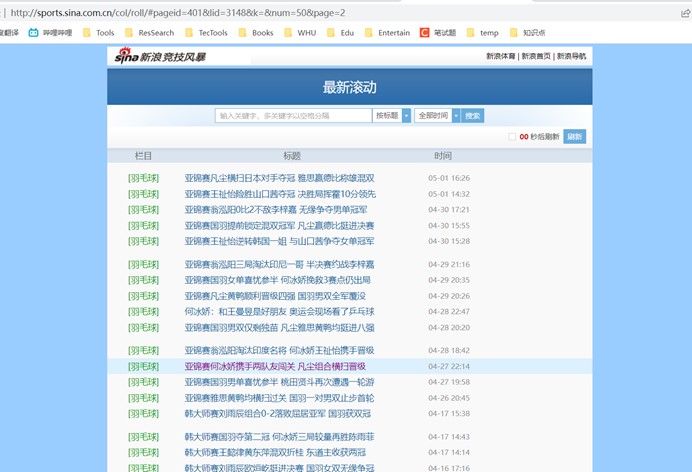 http://sports.sina.com.cn/col/roll/#pageid=401&lid=3148&k=&num=50&page=2
度翻译 哔哩哔哩 Tools ResSearch TecTools Books WHU Edu Entertain C 笔试题 temp 知识点
sina 新浪竞技风暴 新浪体育 | 新浪首页 | 新浪导航
最新滚动
输入关键字、多关键字以空格分隔 按标题 全部时间 搜索
00 秒后刷新 刷新
栏目 标题 时间
[羽毛球] 亚锦赛凡尘横扫日本对手夺冠 雅思赢德比称雄混双 05-01 16:26
[羽毛球] 亚锦赛王祉怡险胜山口茜夺冠 决胜局挥霍10分领先 05-01 14:32
[羽毛球] 亚锦赛翁泓阳0比2不敌李梓嘉 无缘争夺男单冠军 04-30 17:21
[羽毛球] 亚锦赛国羽提前锁定混双冠军 凡尘赢德比挺进决赛 04-30 15:55
[羽毛球] 亚锦赛王祉怡逆转韩国一姐 与山口茜争夺女单冠军 04-30 15:28
[羽毛球] 亚锦赛翁泓阳三局淘汰印尼一哥 半决赛约战李梓嘉 04-29 21:16
[羽毛球] 亚锦赛国羽女单喜忧参半 何冰娇挽救3赛点仍出局 04-29 20:35
[羽毛球] 亚锦赛凡尘黄鸭顺利晋级四强 国羽男双全军覆没 04-29 20:26
[羽毛球] 何冰娇：和王曼昱是好朋友 奥运会现场看了乒乓球 04-28 22:47
[羽毛球] 亚锦赛国羽男双仅剩独苗 凡尘雅思黄鸭均挺进八强 04-28 20:20
[羽毛球] 亚锦赛翁泓阳淘汰印度名将 何冰娇王祉怡携手晋级 04-28 18:42
[羽毛球] 亚锦赛何冰娇携手两队友闯关 凡尘组合横扫晋级 04-27 22:14
[羽毛球] 亚锦赛国羽男单喜忧参半 桃田贤斗再次遭遇一轮游 04-27 19:58
[羽毛球] 亚锦赛雅思黄鸭均横扫过关 国羽一对男双止步首轮 04-26 20:45
[羽毛球] 韩大师赛刘雨辰组合0-2落败屈居亚军 国羽获双冠 04-17 15:38
[羽毛球] 韩大师赛国羽夺第二冠 何冰娇三局较量再胜陈雨菲 04-17 14:43
[羽毛球] 韩大师赛王懿律黄东萍混双折桂 东道主收获两冠 04-17 14:14
[羽毛球] 韩大师赛刘雨辰欧烜屹挺进决赛 国羽女双无缘争冠 04-16 17:16